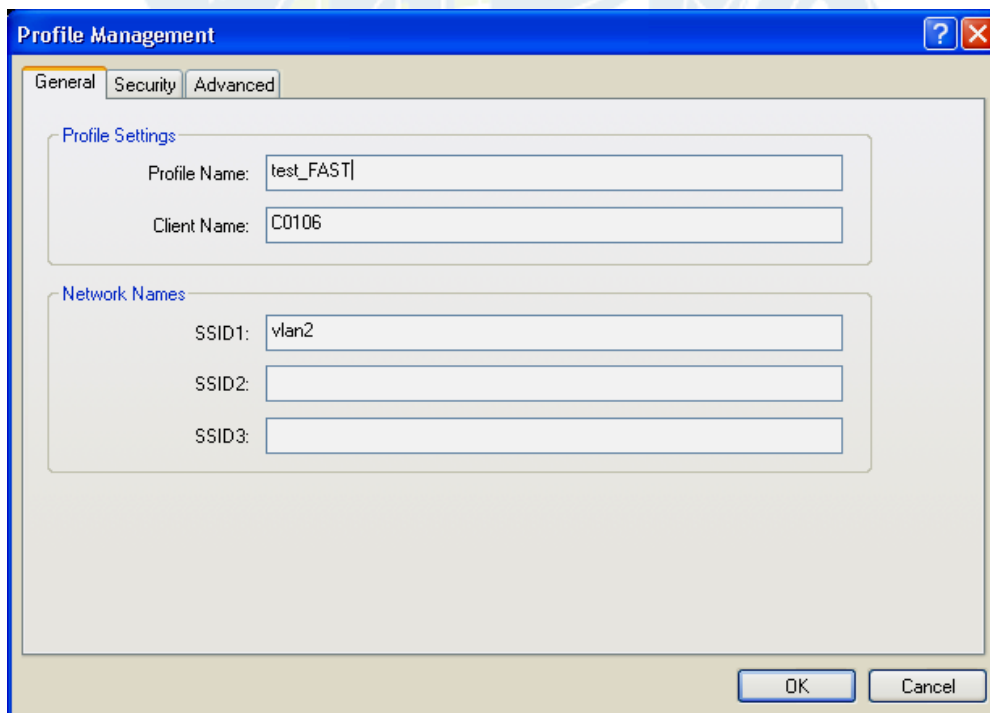 Profile Management
General Security Advanced
Profile Settings
Profile Name: test_FAST
Client Name: C0106
Network Names
SSID1: vlan2
SSID2:
SSID3:
OK Cancel